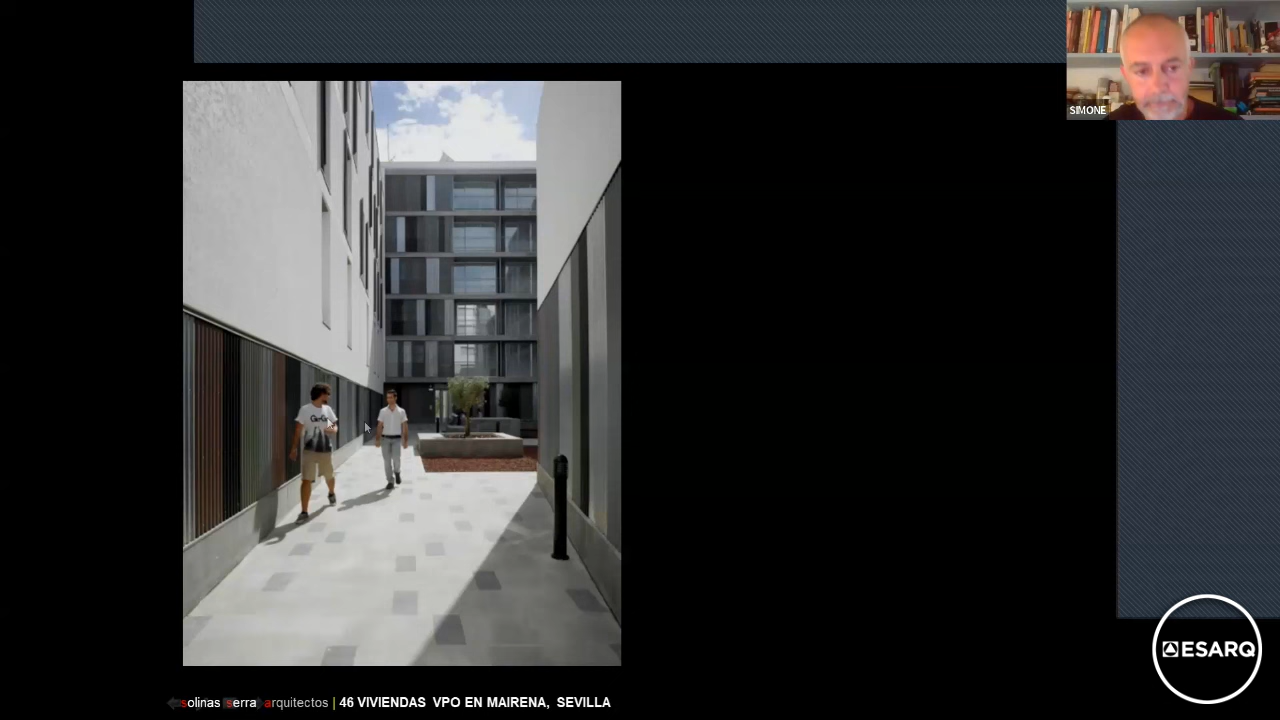 SIMONE
ESARQ
solinas serra arquitectos | 46 VIVIENDAS VPO EN MAIRENA, SEVILLA